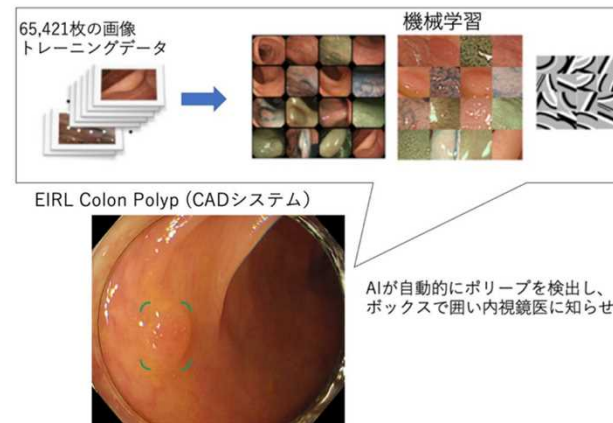 65,421枚の画像
トレーニングデータ
機械学習
EIRL Colon Polyp (CADシステム)
AIが自動的にポリープを検出し、
ボックスで囲い内視鏡医に知らせ